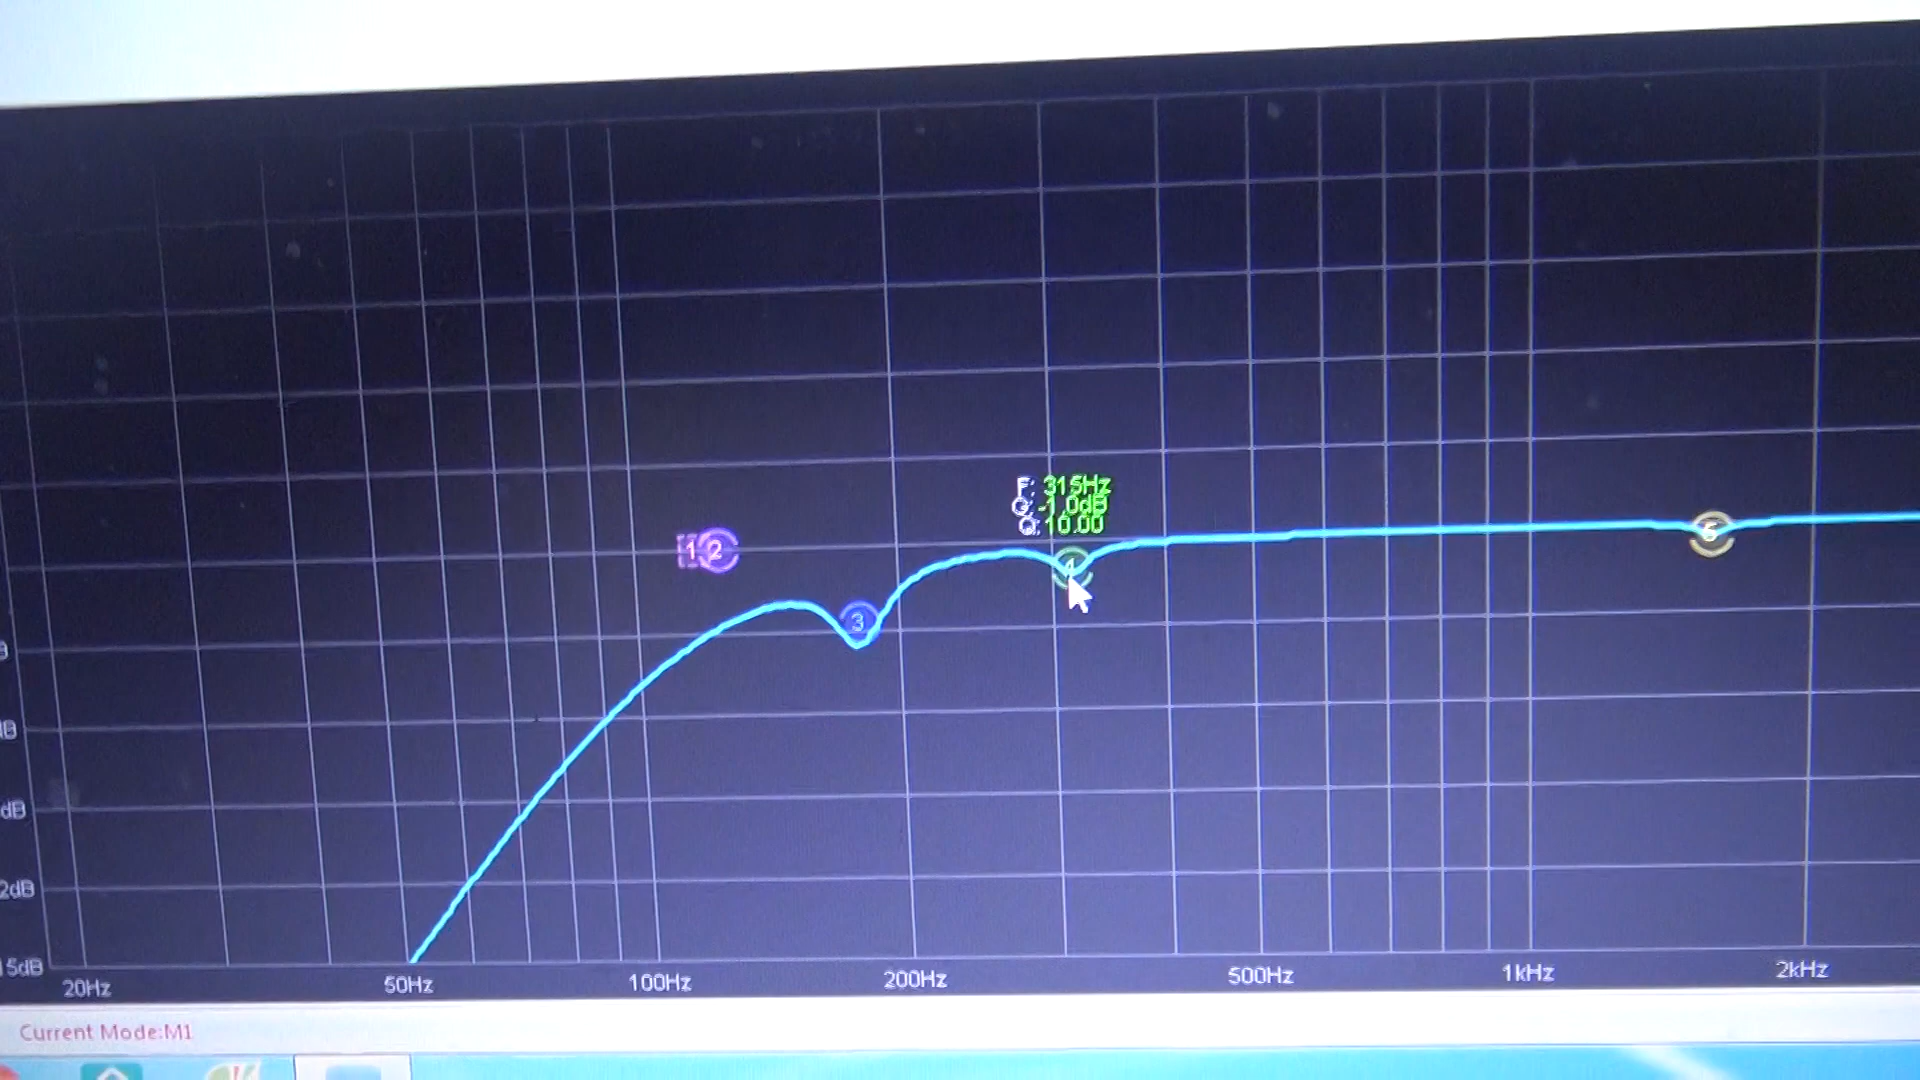 F: 315Hz
G: -1.0dB
Q: 10.00
1 2
3
4
5
dB
2dB
15dB
20Hz
50Hz
100Hz
200Hz
500Hz
1kHz
2kHz
Current Mode:M1